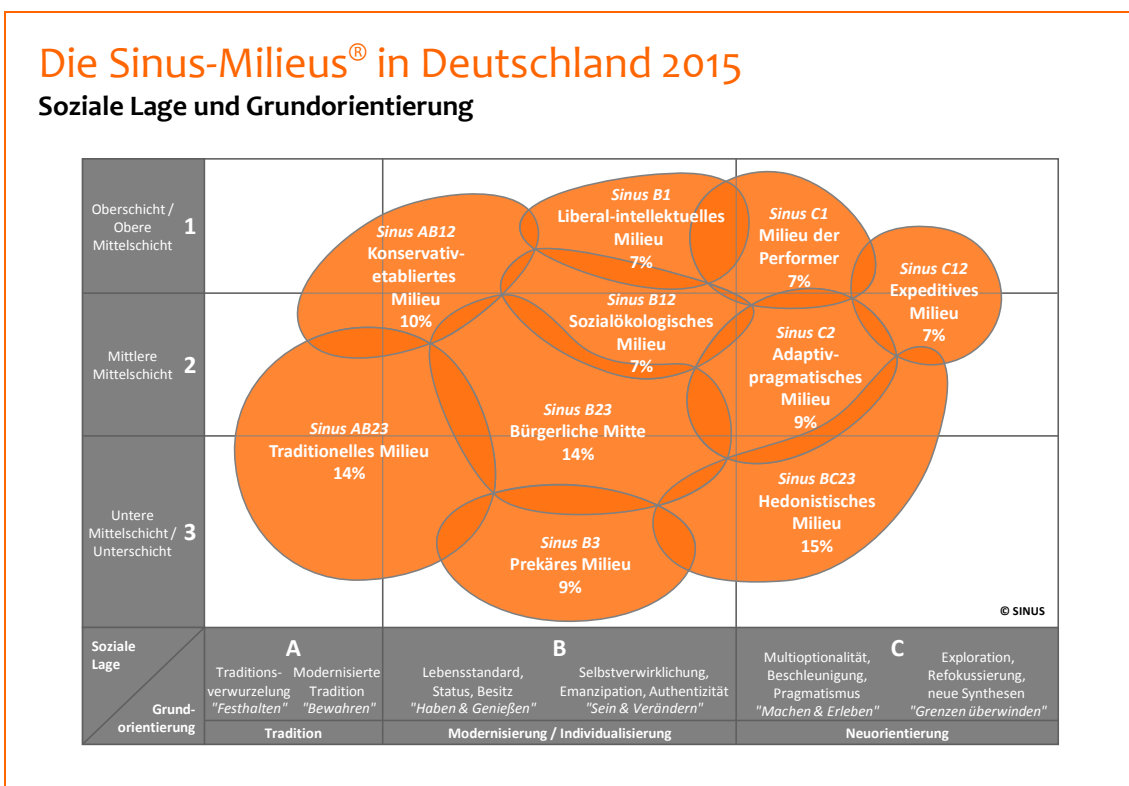 Die Sinus-Milieus® in Deutschland 2015
Soziale Lage und Grundorientierung
Oberschicht /
Obere
Mittelschicht
1
Mittlere
Mittelschicht
2
Untere
Mittelschicht /
Unterschicht
3
Sinus AB12
Konservativ-
etabliertes
Milieu
10%
Sinus B1
Liberal-intellektuelles
Milieu
7%
Sinus C1
Milieu der
Performer
7%
Sinus C12
Expeditives
Milieu
7%
Sinus B12
Sozialökologisches
Milieu
7%
Sinus C2
Adaptiv-
pragmatisches
Milieu
9%
Sinus AB23
Traditionelles Milieu
14%
Sinus B23
Bürgerliche Mitte
14%
Sinus BC23
Hedonistisches
Milieu
15%
Sinus B3
Prekäres Milieu
9%
© SINUS
Soziale
Lage
Grund-
orientierung
A
Traditions-
verwurzelung
"Festhalten"
Modernisierte
Tradition
"Bewahren"
Tradition
B
Lebensstandard,
Status, Besitz
"Haben & Genießen"
Selbstverwirklichung,
Emanzipation, Authentizität
"Sein & Verändern"
Modernisierung / Individualisierung
C
Multioptionalität,
Beschleunigung,
Pragmatismus
"Machen & Erleben"
Exploration,
Refokussierung,
neue Synthesen
"Grenzen überwinden"
Neuorientierung